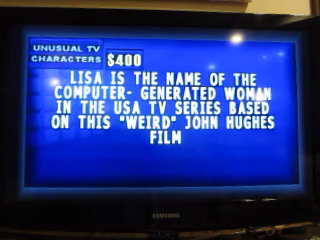 UNUSUAL TV
CHARACTERS $400
LISA IS THE NAME OF THE
COMPUTER- GENERATED WOMAN
IN THE USA TV SERIES BASED
ON THIS "WEIRD" JOHN HUGHES
FILM
SAMSUNG